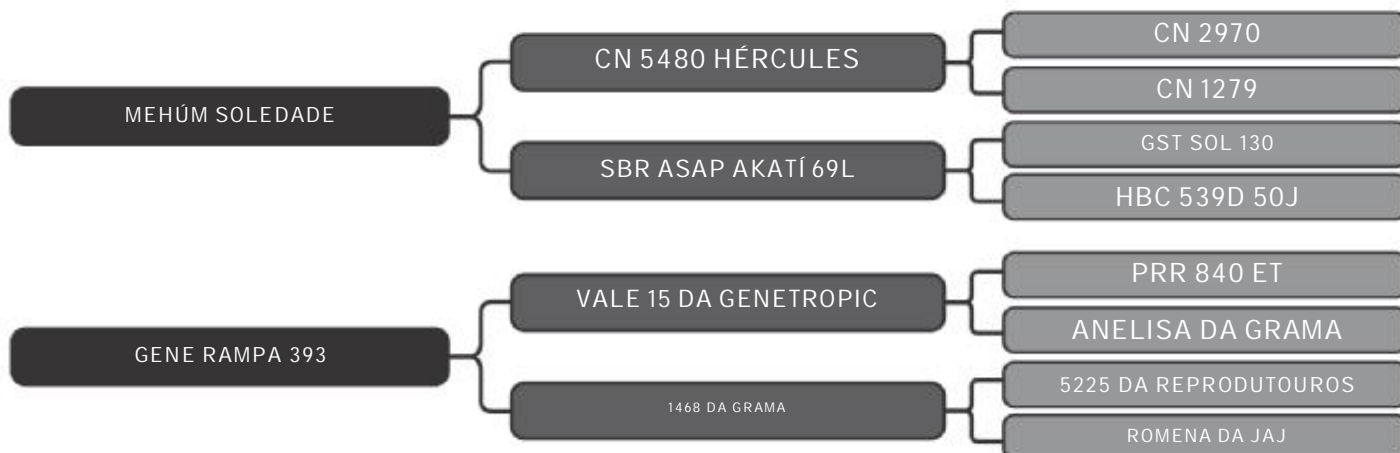 MEHÚM SOLEDADE
CN 5480 HÉRCULES
CN 2970
CN 1279
SBR ASAP AKATÍ 69L
GST SOL 130
HBC 539D 50J
GENE RAMPA 393
VALE 15 DA GENETROPIC
PRR 840 ET
ANELISA DA GRAMA
1468 DA GRAMA
5225 DA REPRODUTOUROS
ROMENA DA JAJ